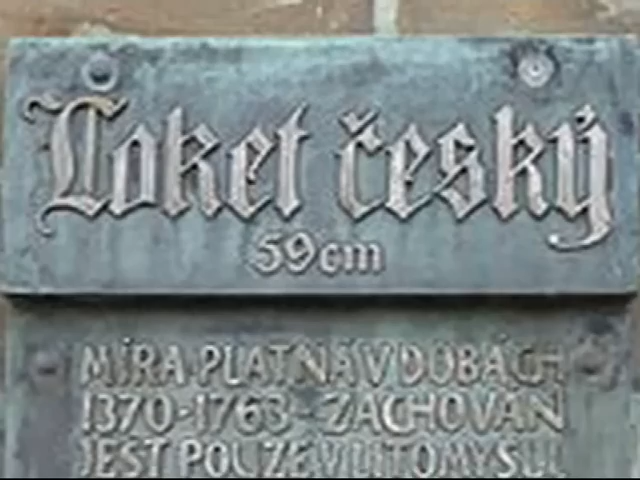 Loket český
59cm
MÍRA PLATNÁ V DOBÁCH
1370-1763 - ZACHOVÁN
JEST POUZE V LITOMYŠLI